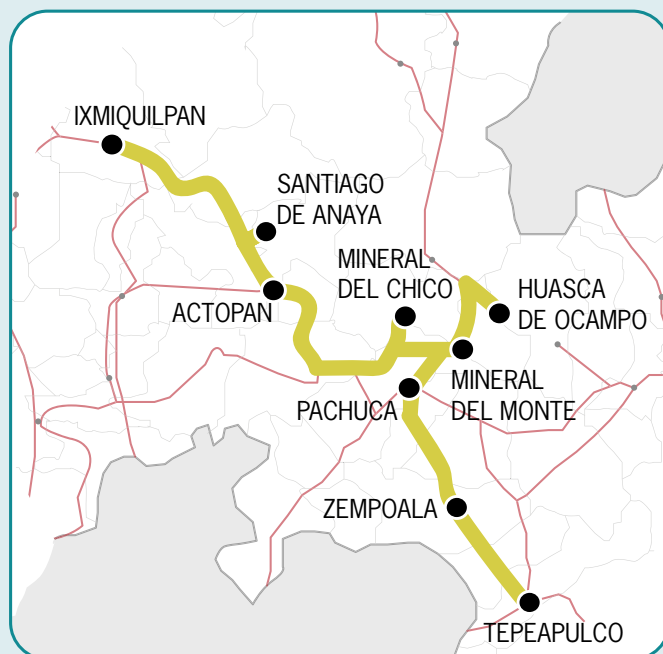 IXMIQUILPAN
SANTIAGO
DE ANAYA
MINERAL
DEL CHICO
HUASCA
DE OCAMPO
ACTOPAN
MINERAL
DEL MONTE
PACHUCA
ZEMPOALA
TEPEAPULCO